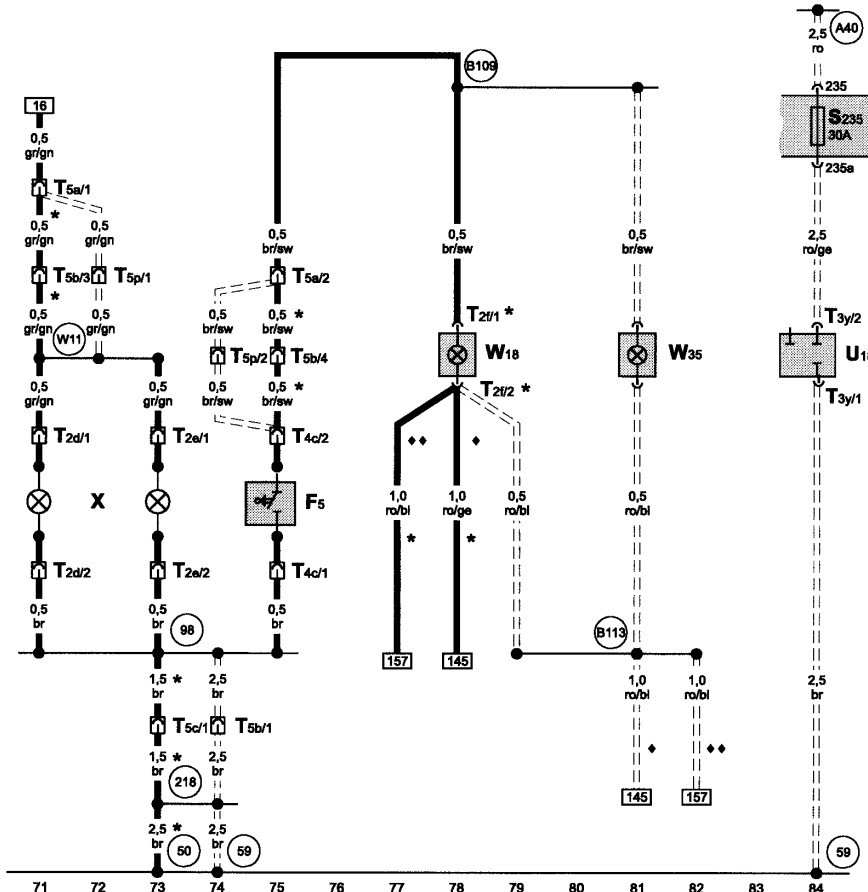 A40
2,5
ro
B109
235
16
S235
30A
0,5
gr/gn
235a
T5a/1
*
0,5
gr/gn
0,5
gr/gn
0,5
br/sw
0,5
br/sw
0,5
br/sw
2,5
ro/ge
T5b/3
T5p/1
T5a/2
*
0,5
gr/gn
0,5
gr/gn
0,5
br/sw
0,5
br/sw
*
T2f/1 *
T3y/2
W11
T5p/2
T5b/4
W18
W35
0,5
br/sw
0,5
br/sw
*
T2f/2 *
0,5
gr/gn
0,5
gr/gn
T3y/1
T2d/1
T2e/1
T4c/2
♦♦
♦
X
F5
1,0
ro/bl
1,0
ro/ge
0,5
ro/bl
0,5
ro/bl
*
*
T2d/2
T2e/2
T4c/1
0,5
br
0,5
br
0,5
br
98
B113
157
145
1,5
br
*
2,5
br
1,0
ro/bl
1,0
ro/bl
2,5
br
T5c/1
T5b/1
♦
♦♦
1,5
br
*
2,5
br
218
145
157
2,5
br
*
2,5
br
50
59
59
71 72 73 74 75 76 77 78 79 80 81 82 83 84